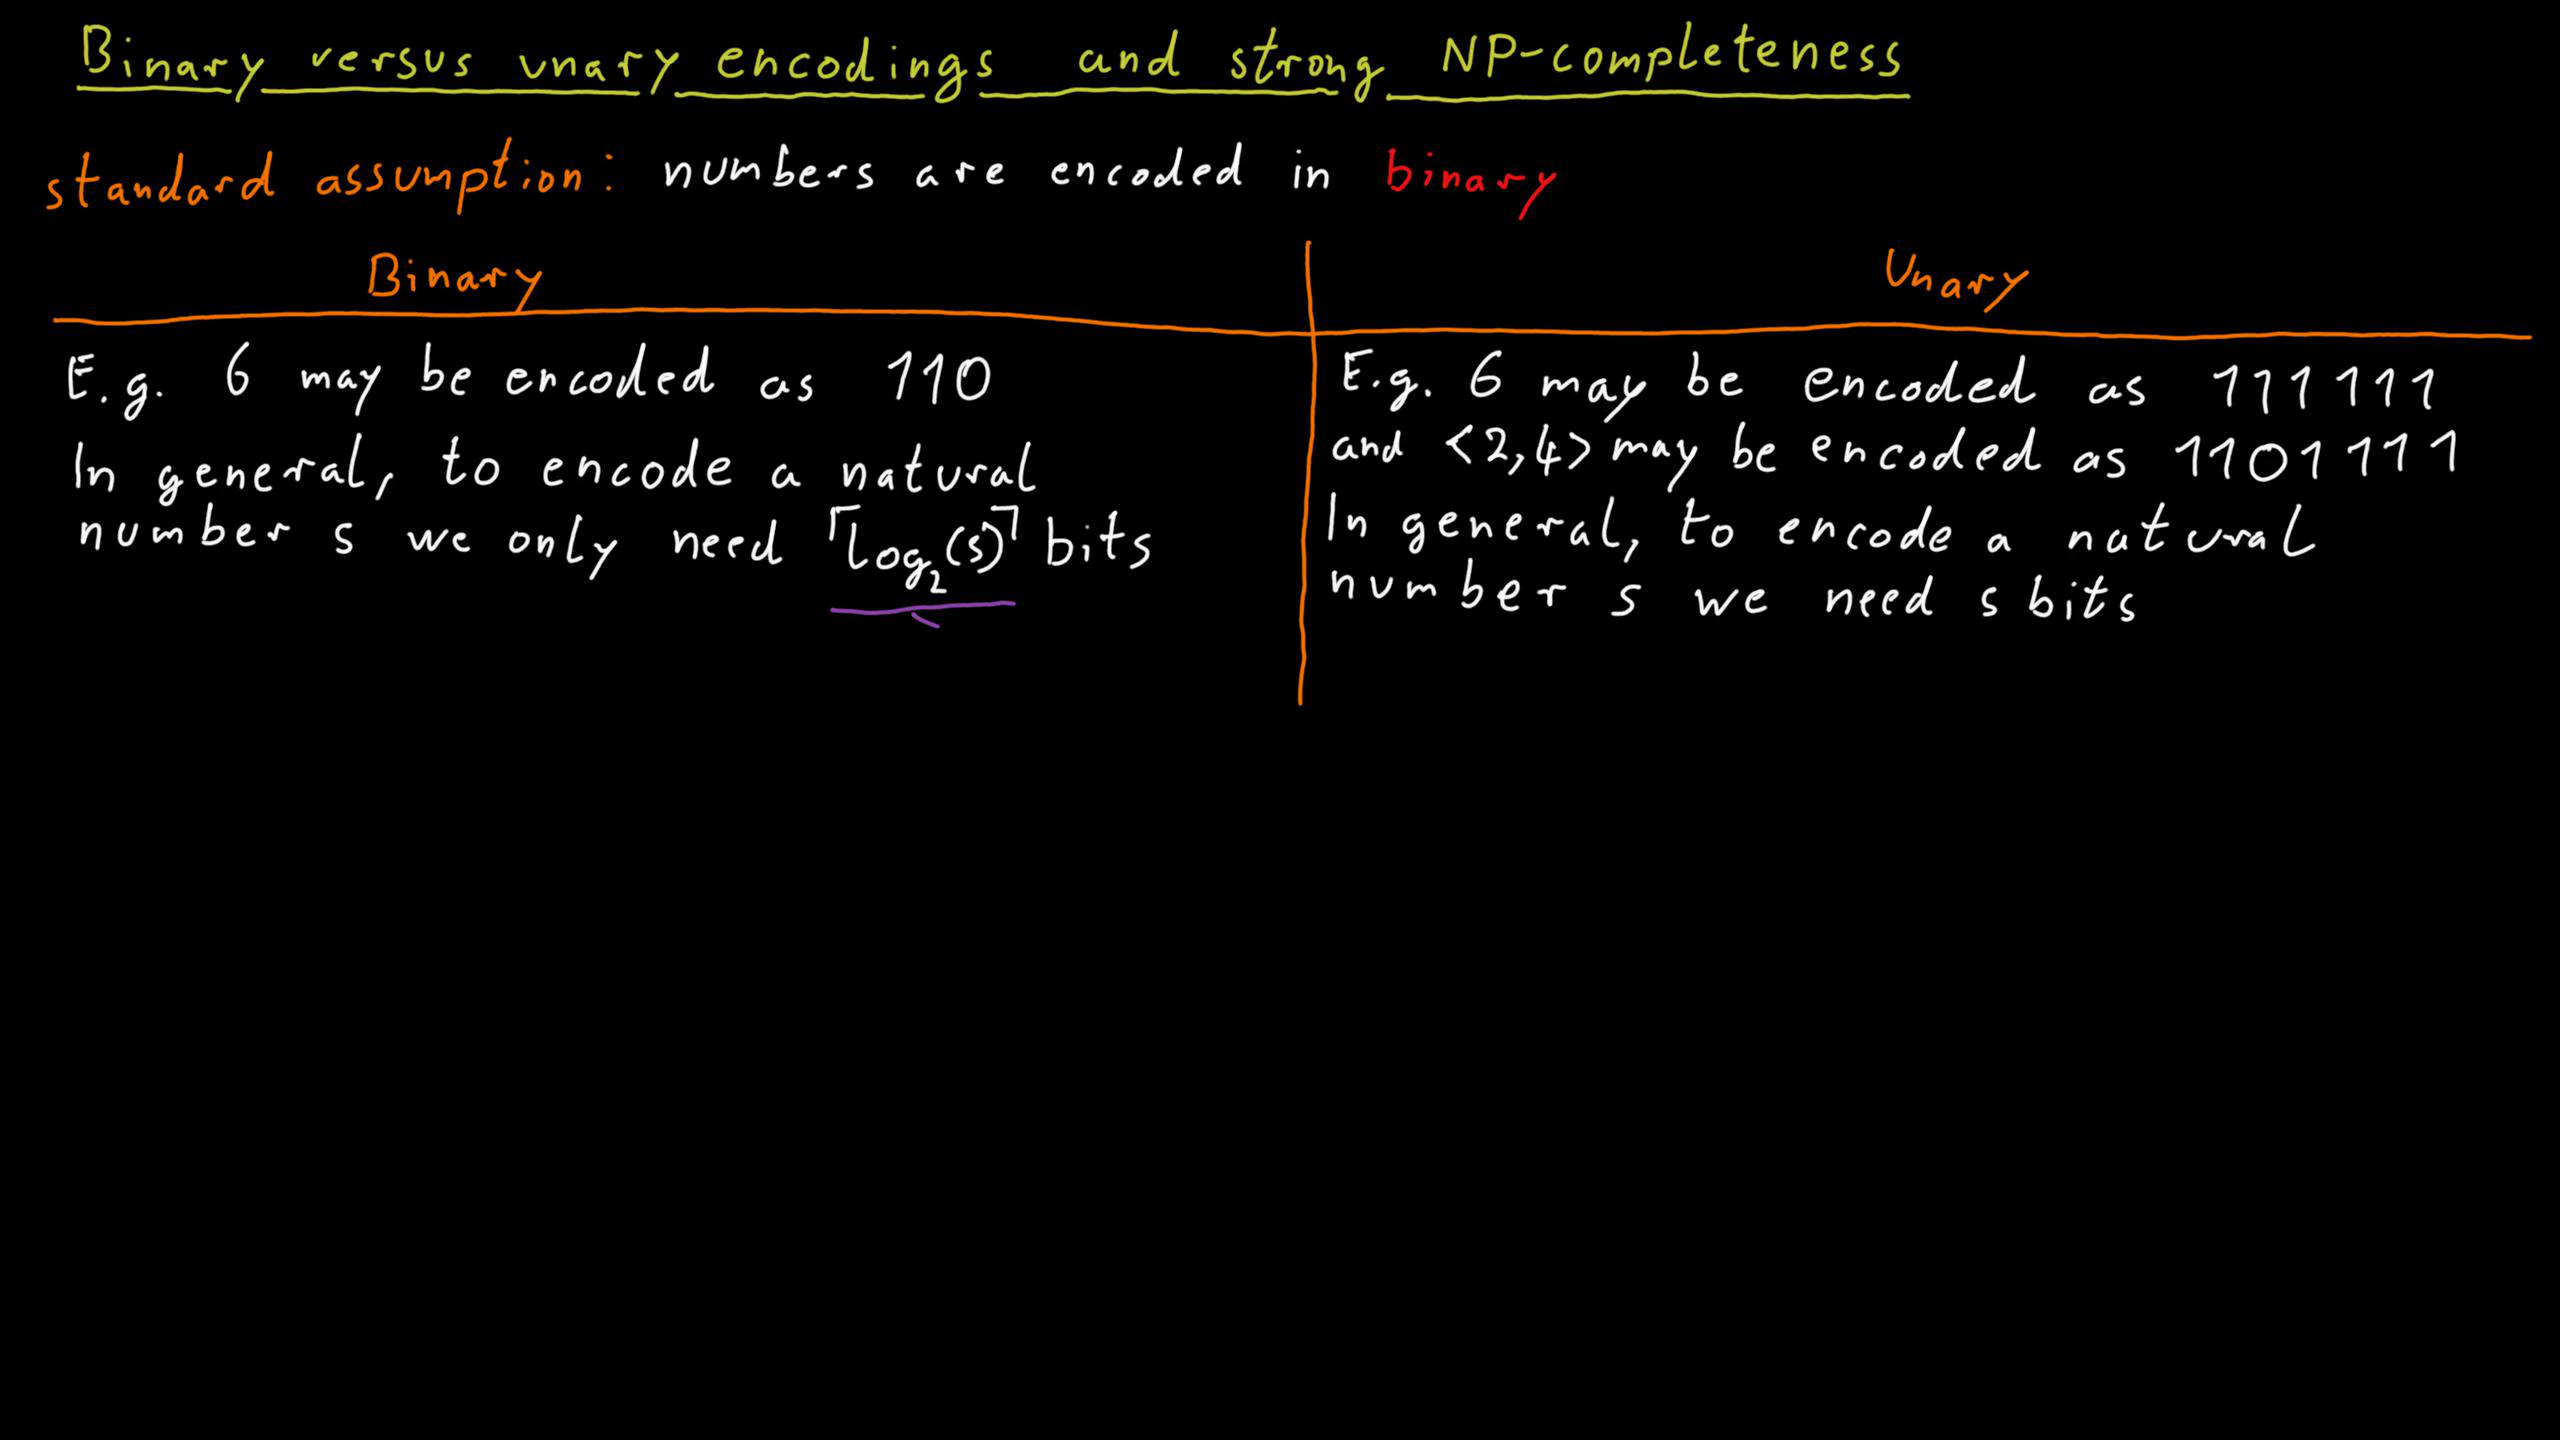 Binary versus unary encodings and strong NP-completeness
standard assumption: numbers are encoded in binary
Binary
Unary
E.g. 6 may be encoded as 110
In general, to encode a natural
number s we only need ⌈log₂(s)⌉ bits
E.g. 6 may be encoded as 111111
and <2,4> may be encoded as 1101111
In general, to encode a natural
number s we need s bits